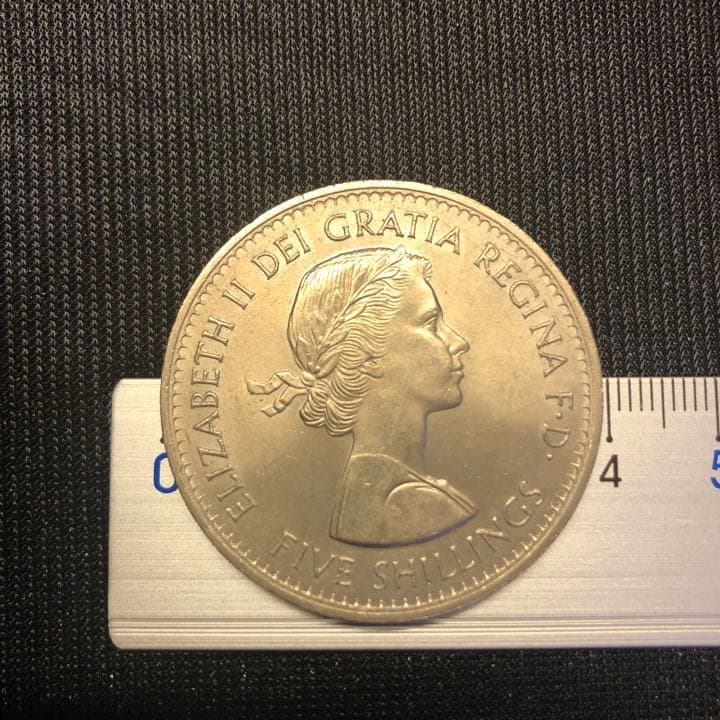 ELIZABETH II DEI GRATIA REGINA F·D·
FIVE SHILLINGS
0 4 5